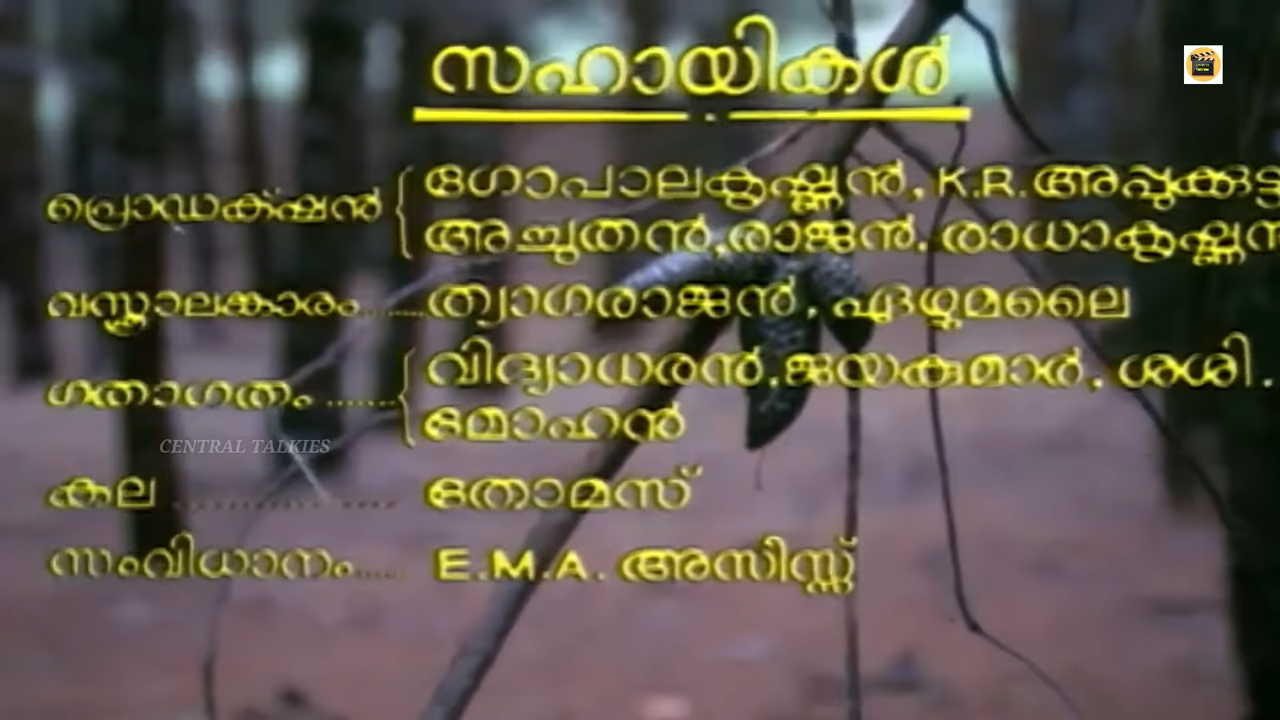 സഹായികൾ
പ്രൊഡക്ഷൻ ഗോപാലകൃഷ്ണൻ, K.R.
അച്ചുതൻ, രാജൻ, രാധാകൃഷ്ണൻ
വസ്ത്രാലങ്കാരം....... ത്യാഗരാജൻ, ഏഴുമലൈ
ഗതാഗതം ....... വിദ്യാധരൻ, ജയകുമാർ, ശശി.
മോഹൻ
CENTRAL TALKIES
കല ................ തോമസ്
സംവിധാനം..... E.M.A. അസീസ്സ്